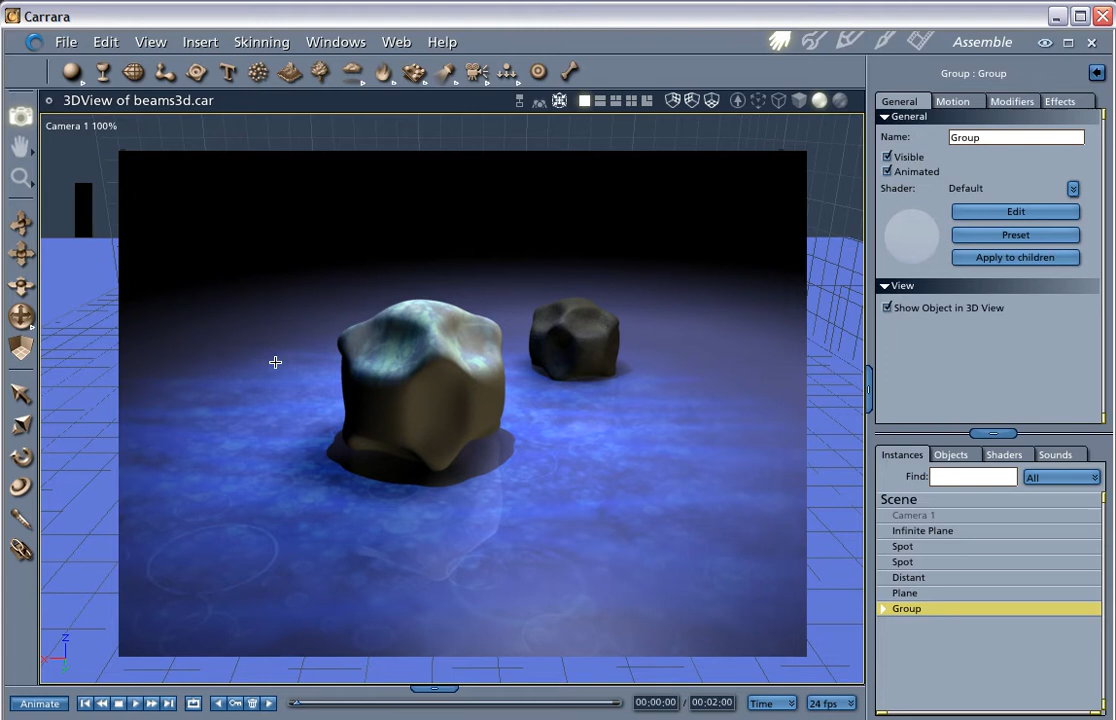 Carrara
File Edit View Insert Skinning Windows Web Help Assemble
3DView of beams3d.car
Camera 1 100%
Z
X
Group : Group
General Motion Modifiers Effects
General
Name: Group
Visible
Animated
Shader: Default
Edit
Preset
Apply to children
View
Show Object in 3D View
Instances Objects Shaders Sounds
Find: All
Scene
Camera 1
Infinite Plane
Spot
Spot
Distant
Plane
Group
Animate 00:00;00 / 00:02;00 Time 24 fps